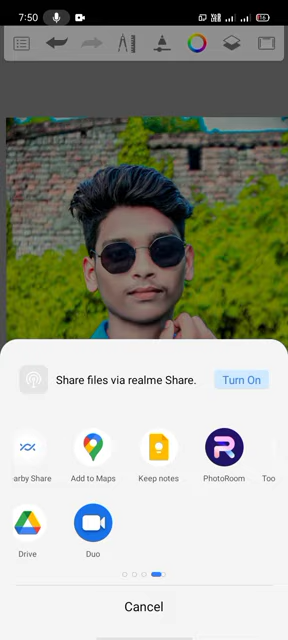 7:50
Share files via realme Share.
Turn On
arby Share
Add to Maps
Keep notes
PhotoRoom
Too
Drive
Duo
Cancel